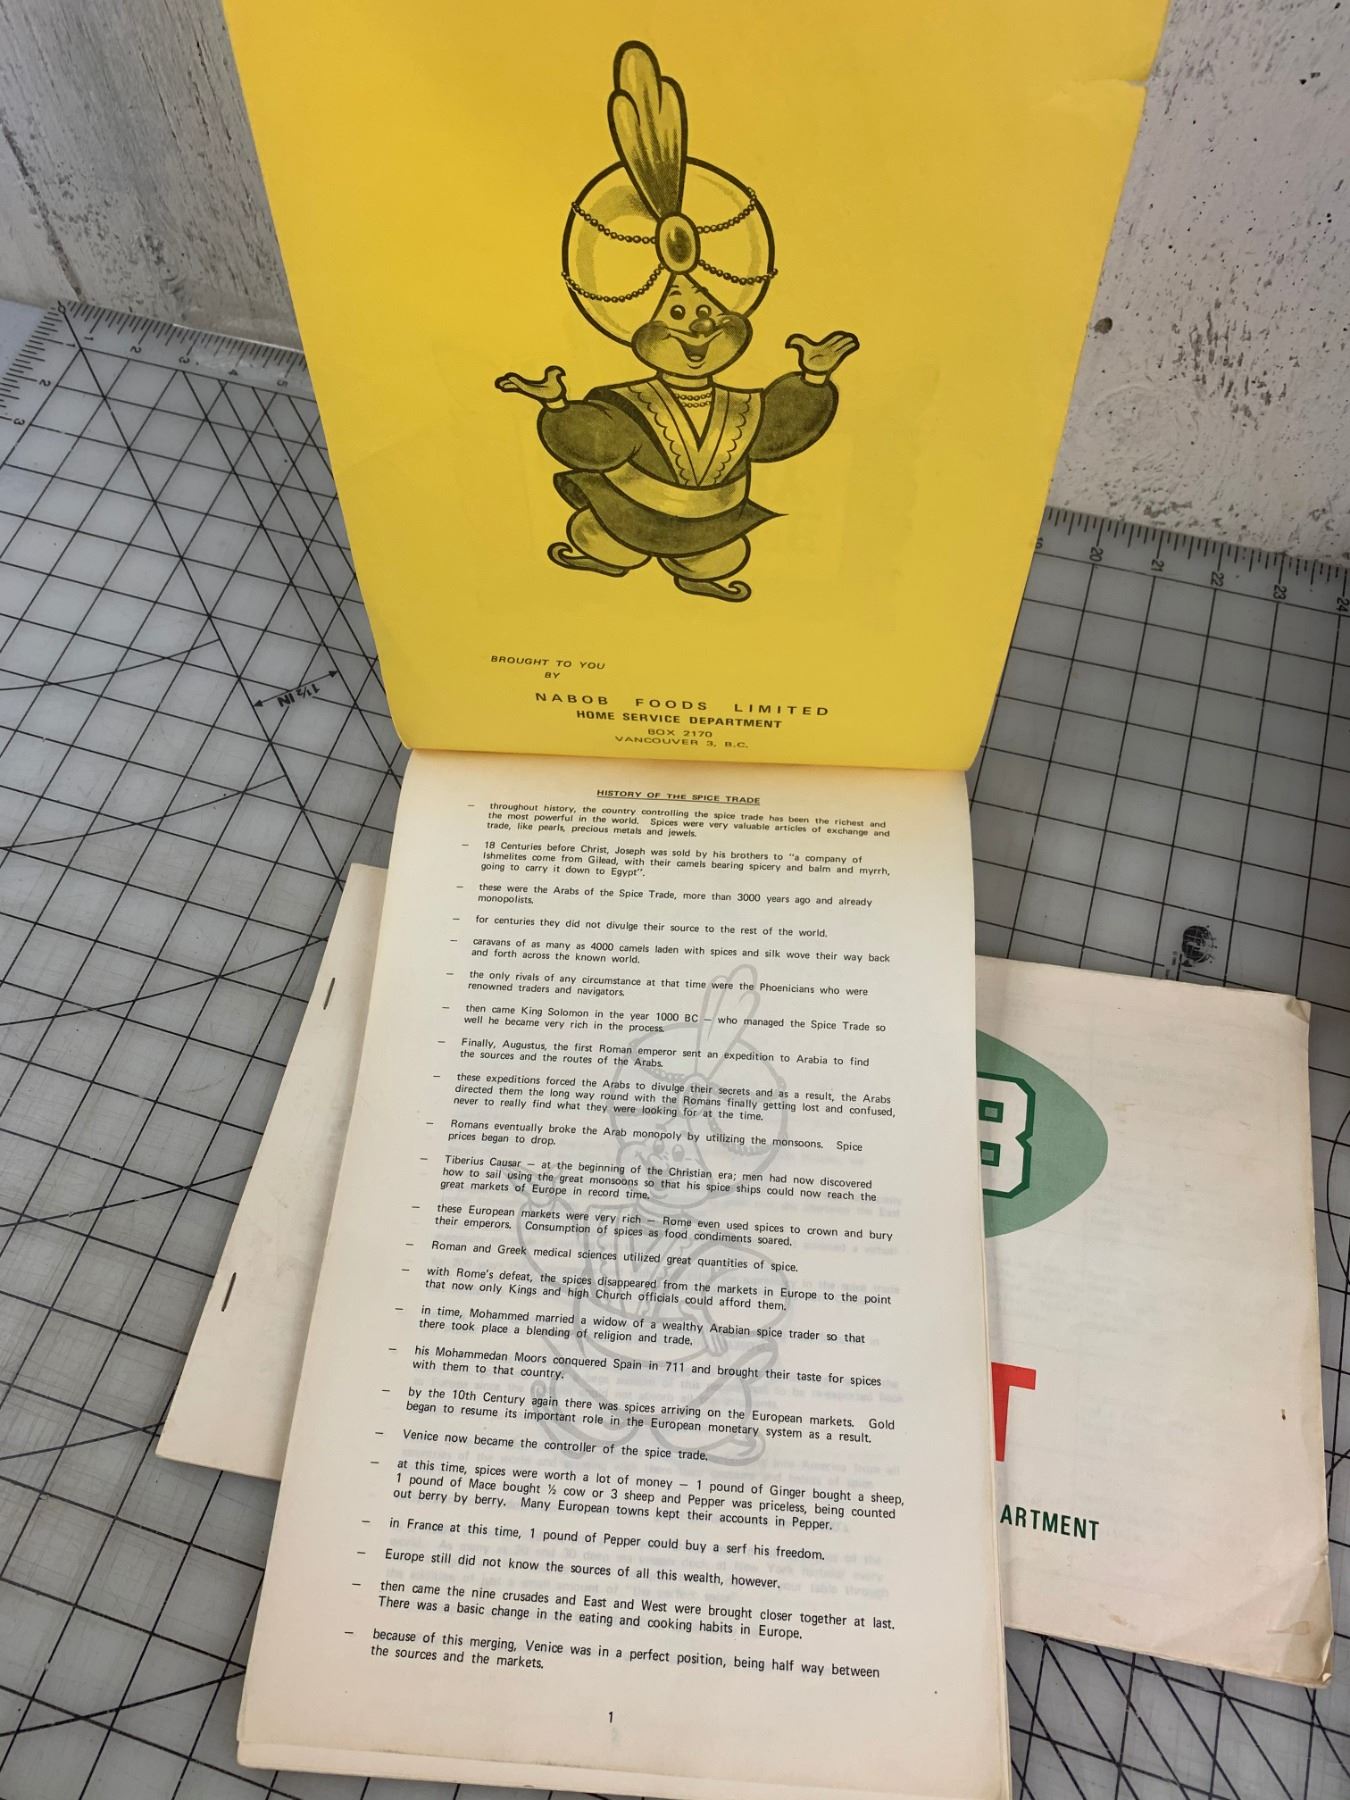 BROUGHT TO YOU
BY
NABOB FOODS LIMITED
HOME SERVICE DEPARTMENT
BOX 2170
VANCOUVER 3, B.C.
HISTORY OF THE SPICE TRADE
– throughout history, the country controlling the spice trade has been the richest and
the most powerful in the world. Spices were very valuable articles of exchange and
trade, like pearls, precious metals and jewels.
– 18 Centuries before Christ, Joseph was sold by his brothers to "a company of
Ishmelites come from Gilead, with their camels bearing spicery and balm and myrrh,
going to carry it down to Egypt".
– these were the Arabs of the Spice Trade, more than 3000 years ago and already
monopolists.
– for centuries they did not divulge their source to the rest of the world.
– caravans of as many as 4000 camels laden with spices and silk wove their way back
and forth across the known world.
– the only rivals of any circumstance at that time were the Phoenicians who were
renowned traders and navigators.
– then came King Solomon in the year 1000 BC – who managed the Spice Trade so
well he became very rich in the process.
– Finally, Augustus, the first Roman emperor sent an expedition to Arabia to find
the sources and the routes of the Arabs.
– these expeditions forced the Arabs to divulge their secrets and as a result, the Arabs
directed them the long way round with the Romans finally getting lost and confused,
never to really find what they were looking for at the time.
– Romans eventually broke the Arab monopoly by utilizing the monsoons. Spice
prices began to drop.
– Tiberius Causar – at the beginning of the Christian era; men had now discovered
how to sail using the great monsoons so that his spice ships could now reach the
great markets of Europe in record time.
– these European markets were very rich – Rome even used spices to crown and bury
their emperors. Consumption of spices as food condiments soared.
– Roman and Greek medical sciences utilized great quantities of spice.
– with Rome's defeat, the spices disappeared from the markets in Europe to the point
that now only Kings and high Church officials could afford them.
– in time, Mohammed married a widow of a wealthy Arabian spice trader so that
there took place a blending of religion and trade.
– his Mohammedan Moors conquered Spain in 711 and brought their taste for spices
with them to that country.
– by the 10th Century again there was spices arriving on the European markets. Gold
began to resume its important role in the European monetary system as a result.
– Venice now became the controller of the spice trade.
– at this time, spices were worth a lot of money – 1 pound of Ginger bought a sheep,
1 pound of Mace bought ½ cow or 3 sheep and Pepper was priceless, being counted
out berry by berry. Many European towns kept their accounts in Pepper.
– in France at this time, 1 pound of Pepper could buy a serf his freedom.
– Europe still did not know the sources of all this wealth, however.
– then came the nine crusades and East and West were brought closer together at last.
There was a basic change in the eating and cooking habits in Europe.
– because of this merging, Venice was in a perfect position, being half way between
the sources and the markets.
1
B
T
ARTMENT
1½ IN
1 2 3 4 5
2 3
20 21 22 23 24